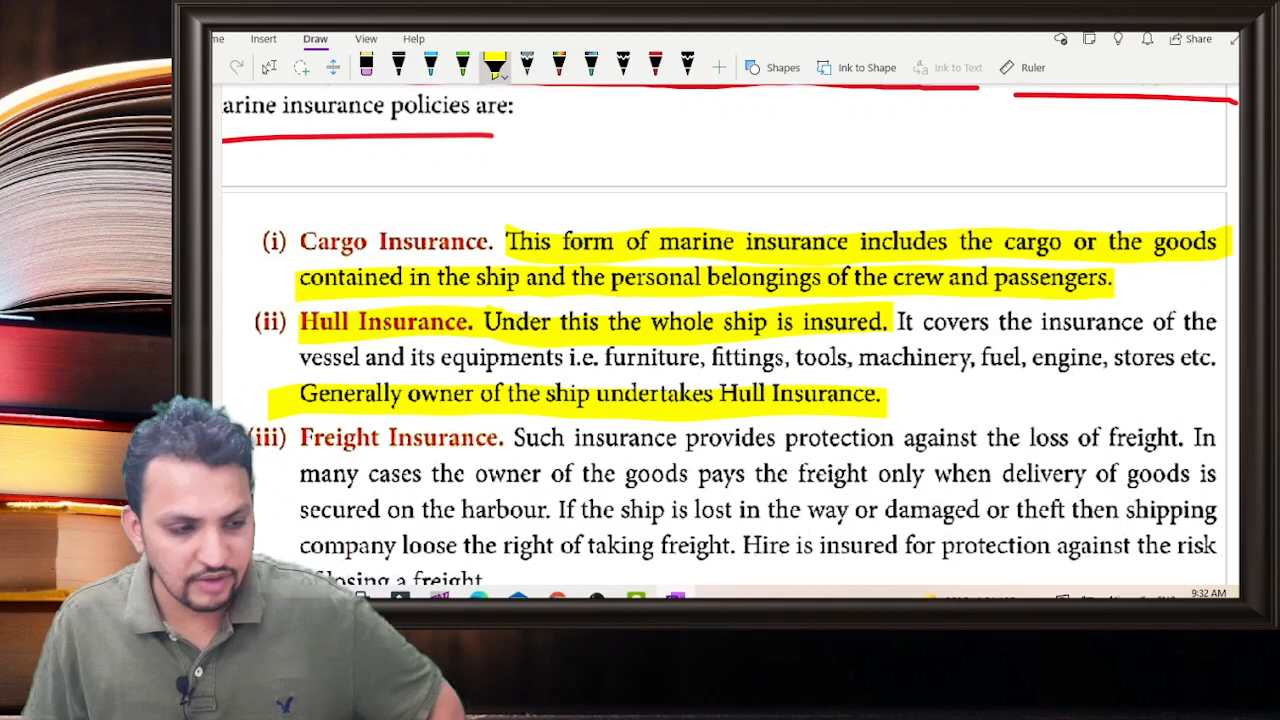 Insert Draw View Help
Share
Shapes Ink to Shape Ink to Text Ruler
arine insurance policies are:
(i) Cargo Insurance. This form of marine insurance includes the cargo or the goods
contained in the ship and the personal belongings of the crew and passengers.
(ii) Hull Insurance. Under this the whole ship is insured. It covers the insurance of the
vessel and its equipments i.e. furniture, fittings, tools, machinery, fuel, engine, stores etc.
Generally owner of the ship undertakes Hull Insurance.
(iii) Freight Insurance. Such insurance provides protection against the loss of freight. In
many cases the owner of the goods pays the freight only when delivery of goods is
secured on the harbour. If the ship is lost in the way or damaged or theft then shipping
company loose the right of taking freight. Hire is insured for protection against the risk
of losing a freight
9:32 AM